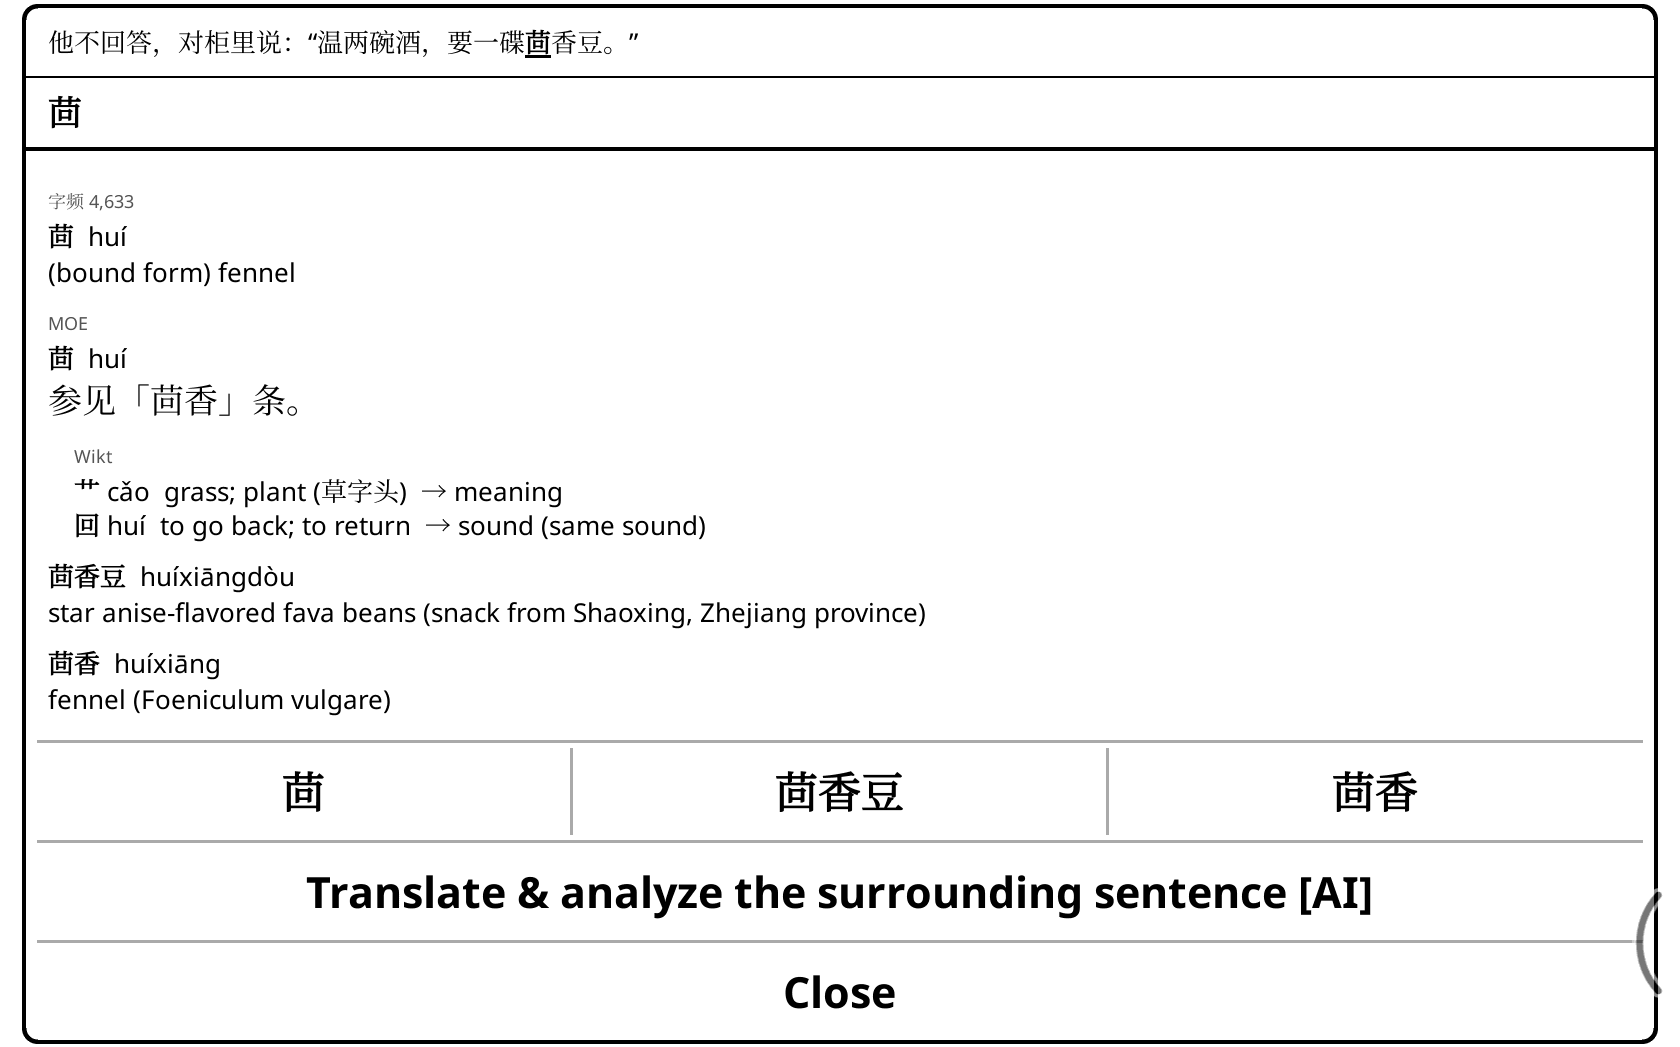 他不回答，对柜里说：“温两碗酒，要一碟茴香豆。”
茴
字频 4,633
茴 huí
(bound form) fennel
MOE
茴 huí
参见「茴香」条。
Wikt
艹 cǎo grass; plant (草字头) → meaning
回 huí to go back; to return → sound (same sound)
茴香豆 huíxiāngdòu
star anise-flavored fava beans (snack from Shaoxing, Zhejiang province)
茴香 huíxiāng
fennel (Foeniculum vulgare)
茴 茴香豆 茴香
Translate & analyze the surrounding sentence [AI]
Close